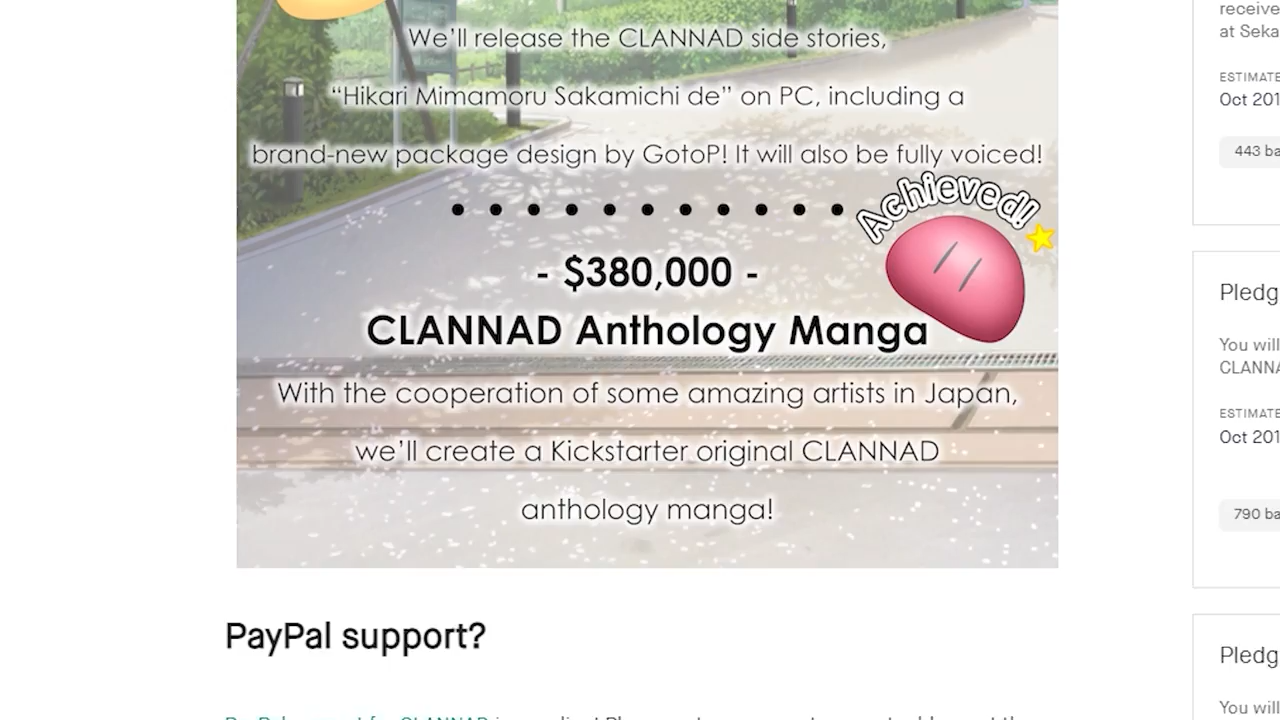 We'll release the CLANNAD side stories,
“Hikari Mimamoru Sakamichi de” on PC, including a
brand-new package design by GotoP! It will also be fully voiced!
Achieved!
- $380,000 -
CLANNAD Anthology Manga
With the cooperation of some amazing artists in Japan,
we'll create a Kickstarter original CLANNAD
anthology manga!
PayPal support?
receive
at Seka
ESTIMATE
Oct 201
443 ba
Pledg
You will
CLANNA
ESTIMATE
Oct 201
790 ba
Pledg
You will